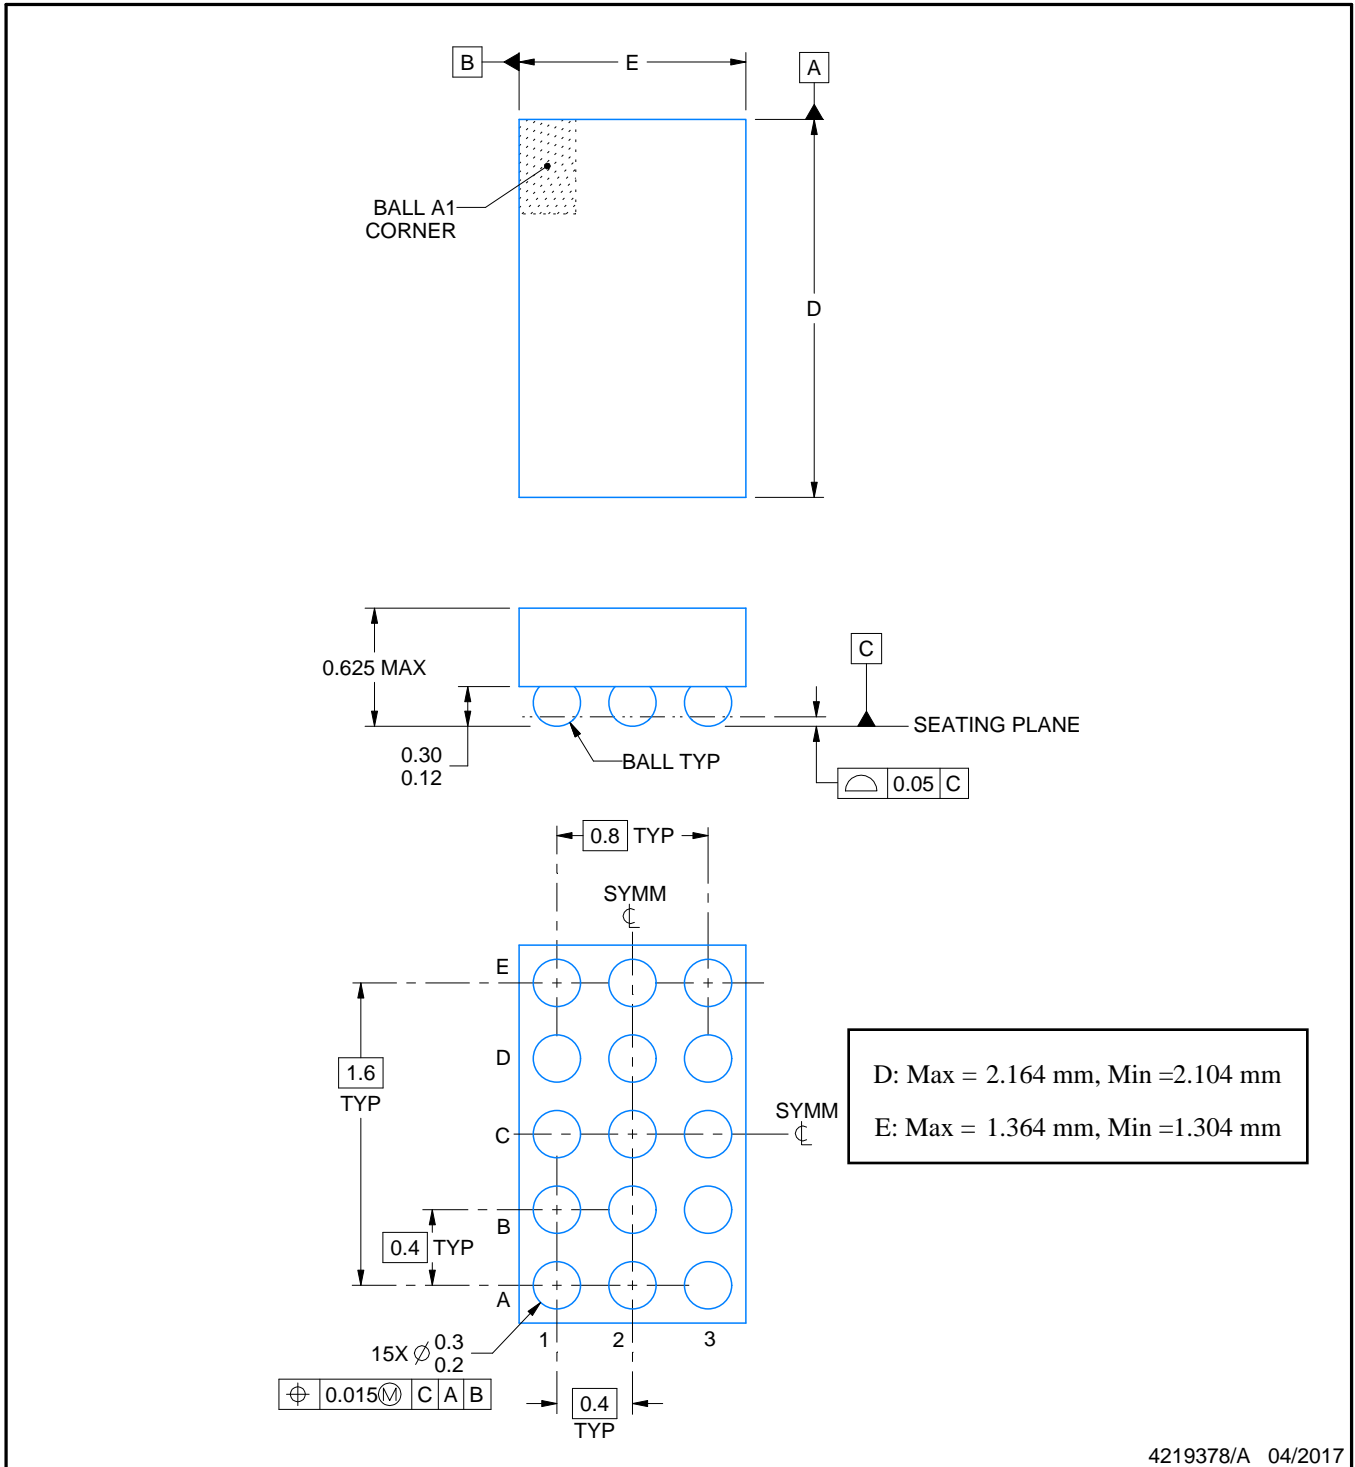 B
E
A
BALL A1
CORNER
D
0.625 MAX
C
SEATING PLANE
0.30
0.12
BALL TYP
0.05 C
0.8 TYP
SYMM
℄
E
D
1.6
TYP
D: Max = 2.164 mm, Min =2.104 mm
E: Max = 1.364 mm, Min =1.304 mm
SYMM
℄
C
B
0.4 TYP
A
1 2 3
15X ⌀ 0.3
0.2
⌖ 0.015Ⓜ C A B
0.4
TYP
4219378/A 04/2017